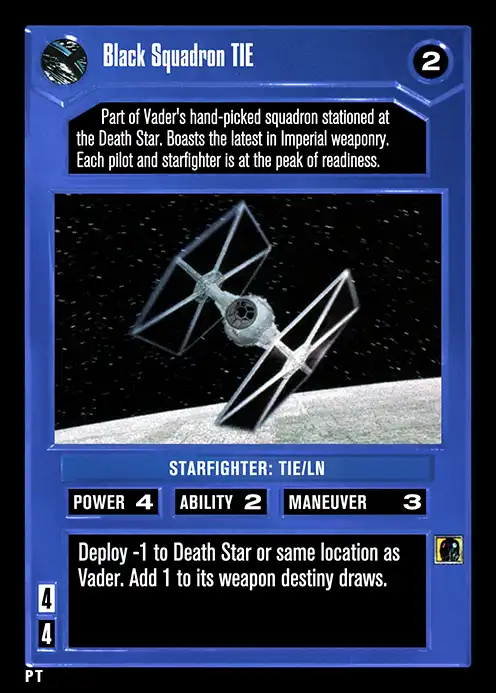 Black Squadron TIE
2
Part of Vader's hand-picked squadron stationed at
the Death Star. Boasts the latest in Imperial weaponry.
Each pilot and starfighter is at the peak of readiness.
STARFIGHTER: TIE/LN
POWER 4 ABILITY 2 MANEUVER 3
Deploy -1 to Death Star or same location as
Vader. Add 1 to its weapon destiny draws.
4
4
PT